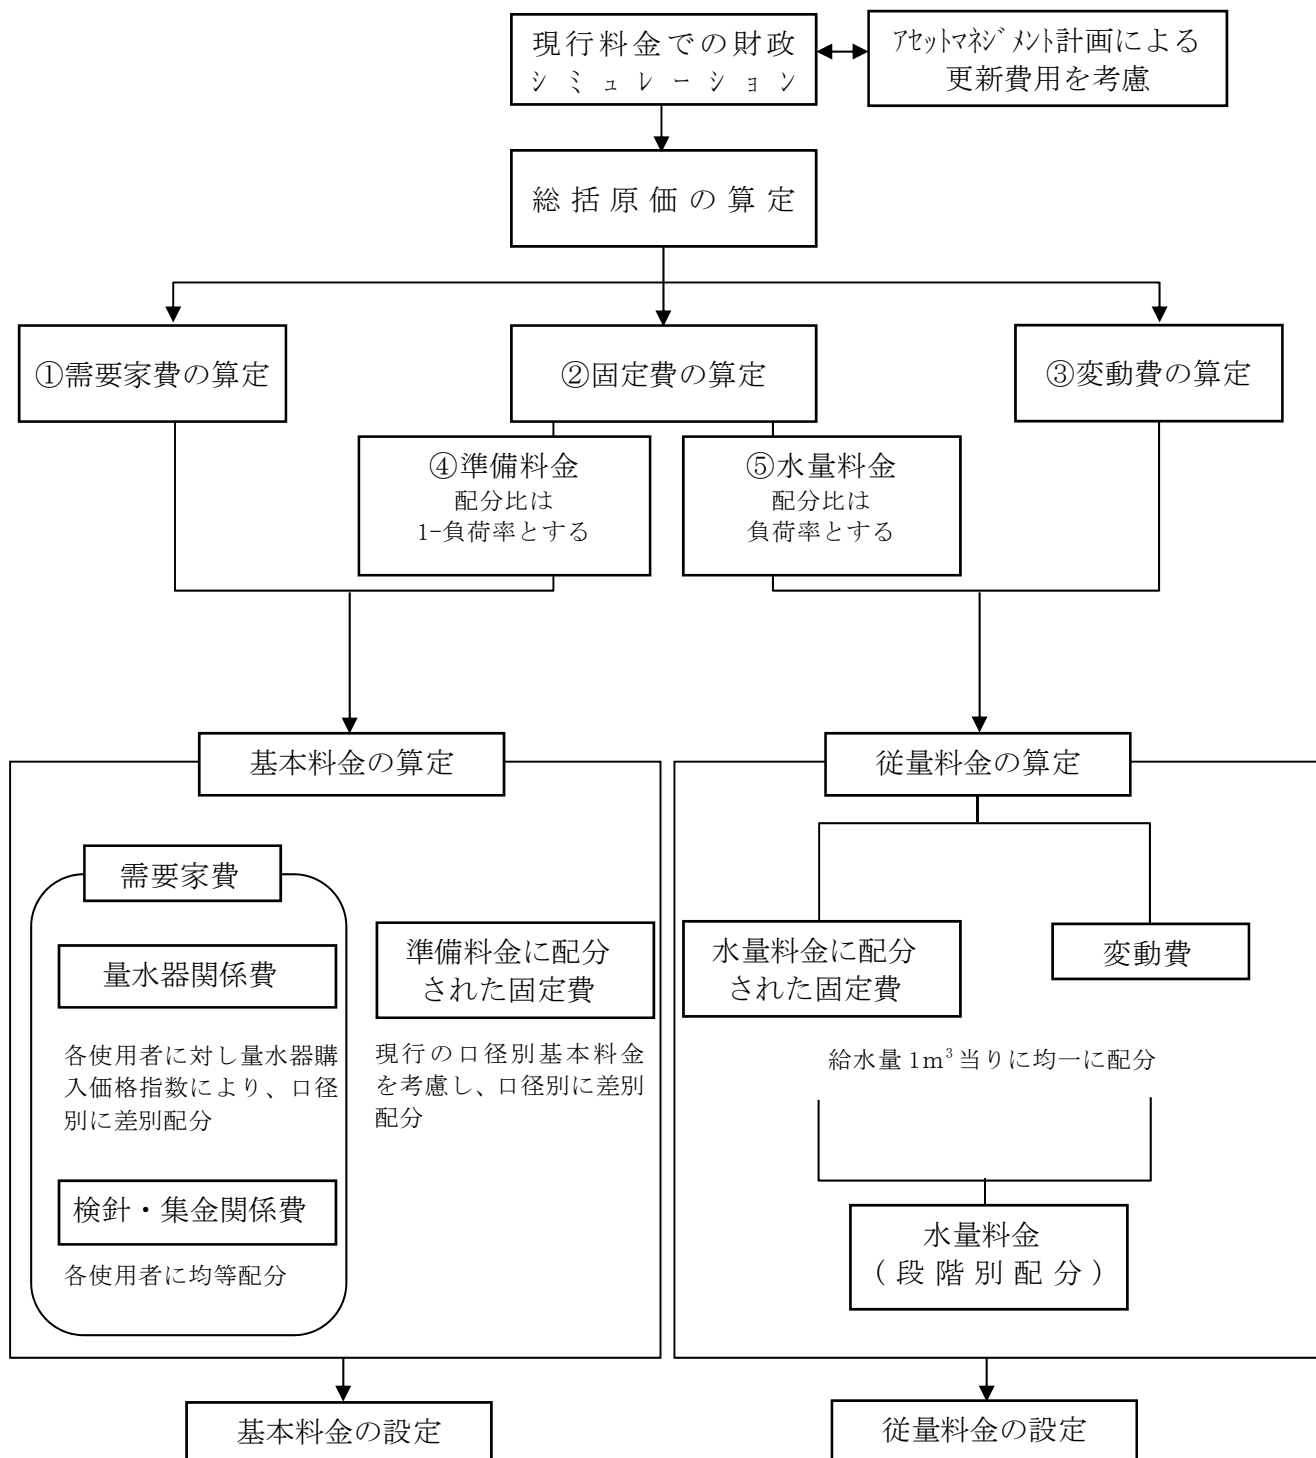 現行料金での財政
シミュレーション
アセットマネジメント計画による
更新費用を考慮
総括原価の算定
①需要家費の算定
②固定費の算定
③変動費の算定
④準備料金
配分比は
1-負荷率とする
⑤水量料金
配分比は
負荷率とする
基本料金の算定
従量料金の算定
需要家費
量水器関係費
各使用者に対し量水器購
入価格指数により、口径
別に差別配分
検針・集金関係費
各使用者に均等配分
準備料金に配分
された固定費
現行の口径別基本料金
を考慮し、口径別に差別
配分
水量料金に配分
された固定費
変動費
給水量 1m³当りに均一に配分
水量料金
(段階別配分)
基本料金の設定
従量料金の設定